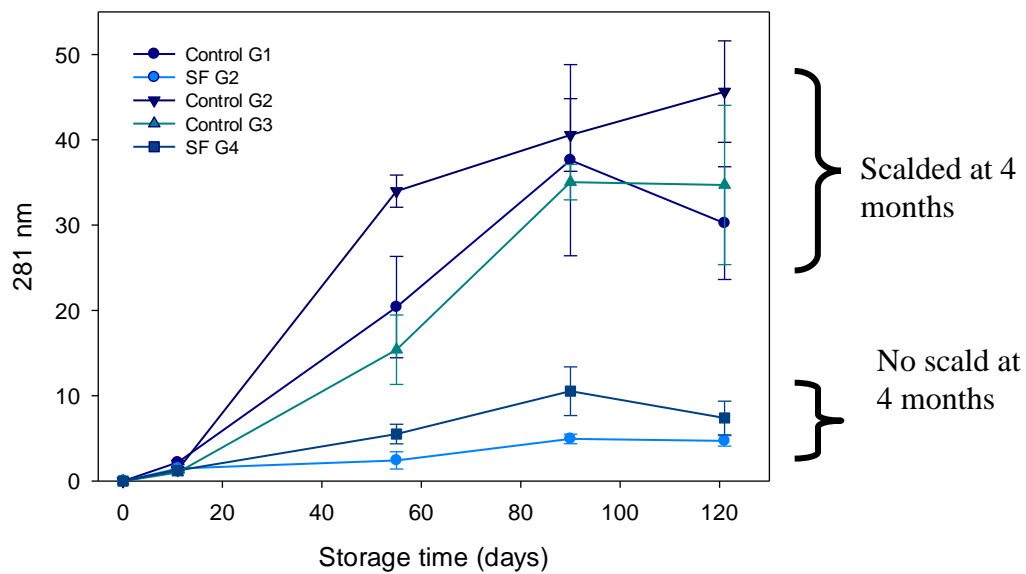 50
40
30
20
10
0
281 nm
Control G1
SF G2
Control G2
Control G3
SF G4
0 20 40 60 80 100 120
Storage time (days)
Scalded at 4
months
No scald at
4 months